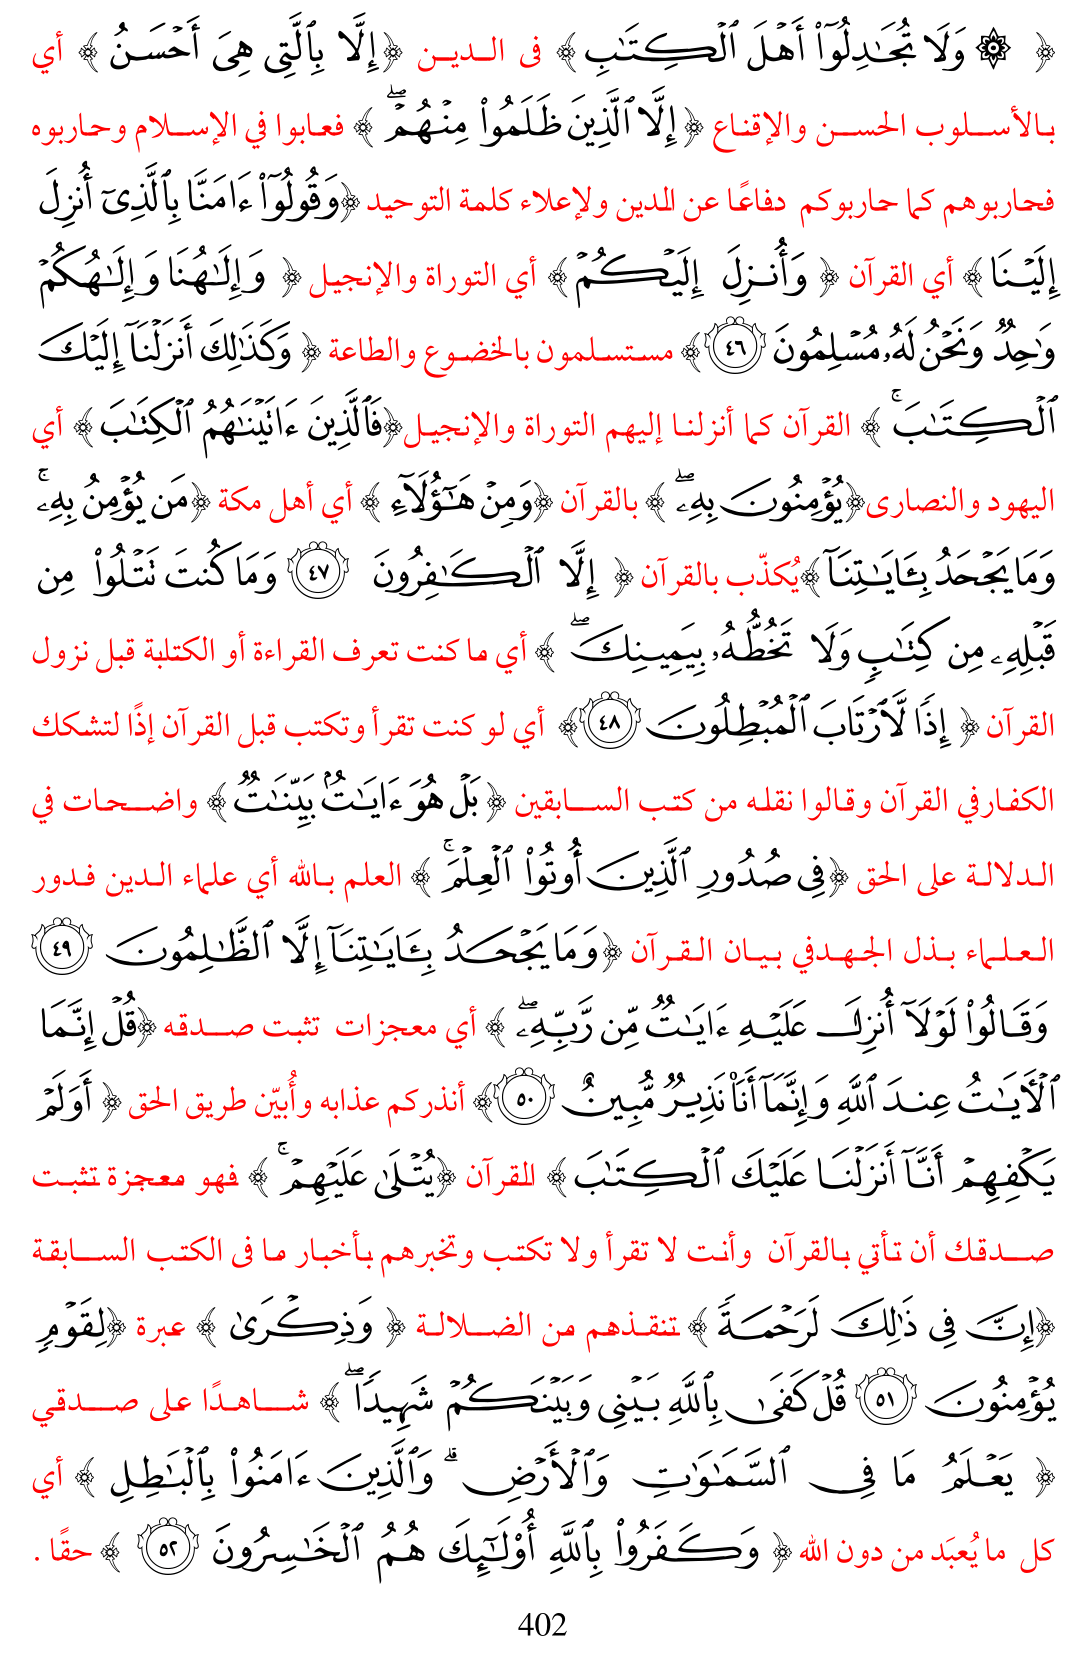 ﴿ ۞ وَلَا تُجَـٰدِلُوٓا۟ أَهْلَ ٱلْكِتَـٰبِ ﴾ فى الدين ﴿إِلَّا بِٱلَّتِى هِىَ أَحْسَنُ ﴾ أي
بالأسلوب الحسن والإقناع ﴿إِلَّا ٱلَّذِينَ ظَلَمُوا۟ مِنْهُمْ ۖ ﴾ فعابوا في الإسلام وحاربوه
فحاربوهم كما حاربوكم دفاعًا عن الدين ولإعلاء كلمة التوحيد ﴿وَقُولُوٓا۟ ءَامَنَّا بِٱلَّذِىٓ أُنزِلَ
إِلَيْنَا﴾ أي القرآن ﴿ وَأُنزِلَ إِلَيْكُمْ﴾ أي التوراة والإنجيل ﴿ وَإِلَـٰهُنَا وَإِلَـٰهُكُمْ
وَٰحِدٌ وَنَحْنُ لَهُۥ مُسْلِمُونَ ٤٦﴾ مستسلمون بالخضوع والطاعة ﴿ وَكَذَٰلِكَ أَنزَلْنَآ إِلَيْكَ
ٱلْكِتَـٰبَ ۚ ﴾ القرآن كما أنزلنا إليهم التوراة والإنجيل﴿فَٱلَّذِينَ ءَاتَيْنَـٰهُمُ ٱلْكِتَـٰبَ ﴾ أي
اليهود والنصارى﴿يُؤْمِنُونَ بِهِۦ ۖ ﴾ بالقرآن ﴿وَمِنْ هَـٰٓؤُلَآءِ ﴾ أي أهل مكة ﴿مَن يُؤْمِنُ بِهِۦ ۚ
وَمَا يَجْحَدُ بِـَٔايَـٰتِنَآ﴾يُكذّب بالقرآن ﴿ إِلَّا ٱلْكَـٰفِرُونَ ٤٧ وَمَا كُنتَ تَتْلُوا۟ مِن
قَبْلِهِۦ مِن كِتَـٰبٍ وَلَا تَخُطُّهُۥ بِيَمِينِكَ ۖ ﴾ أي ما كنت تعرف القراءة أو الكتلبة قبل نزول
القرآن ﴿ إِذًا لَّٱرْتَابَ ٱلْمُبْطِلُونَ ٤٨﴾ أي لو كنت تقرأ وتكتب قبل القرآن إذًا لتشكك
الكفارفي القرآن وقالوا نقله من كتب السابقين ﴿بَلْ هُوَ ءَايَـٰتٌۢ بَيِّنَـٰتٌ ﴾ واضحات في
الدلالة على الحق ﴿فِى صُدُورِ ٱلَّذِينَ أُوتُوا۟ ٱلْعِلْمَ ۚ ﴾ العلم بالله أي علماء الدين فدور
العلماء بذل الجهدفي بيان القرآن ﴿وَمَا يَجْحَدُ بِـَٔايَـٰتِنَآ إِلَّا ٱلظَّـٰلِمُونَ ٤٩
وَقَالُوا۟ لَوْلَآ أُنزِلَ عَلَيْهِ ءَايَـٰتٌ مِّن رَّبِّهِۦ ۖ ﴾ أي معجزات تثبت صدقه ﴿قُلْ إِنَّمَا
ٱلْـَٔايَـٰتُ عِندَ ٱللَّهِ وَإِنَّمَآ أَنَا۠ نَذِيرٌ مُّبِينٌ ٥٠﴾ أنذركم عذابه وأُبيّن طريق الحق ﴿ أَوَلَمْ
يَكْفِهِمْ أَنَّآ أَنزَلْنَا عَلَيْكَ ٱلْكِتَـٰبَ ﴾ القرآن ﴿يُتْلَىٰ عَلَيْهِمْ ۚ ﴾ فهو معجزة تثبت
صدقك أن تأتي بالقرآن وأنت لا تقرأ ولا تكتب وتخبرهم بأخبار ما فى الكتب السابقة
﴿إِنَّ فِى ذَٰلِكَ لَرَحْمَةً ﴾ تنقذهم من الضلالة ﴿ وَذِكْرَىٰ ﴾ عبرة ﴿لِقَوْمٍ
يُؤْمِنُونَ ٥١ قُلْ كَفَىٰ بِٱللَّهِ بَيْنِى وَبَيْنَكُمْ شَهِيدًا ۖ ﴾ شاهدًا على صدقي
﴿ يَعْلَمُ مَا فِى ٱلسَّمَـٰوَٰتِ وَٱلْأَرْضِ ۗ وَٱلَّذِينَ ءَامَنُوا۟ بِٱلْبَـٰطِلِ ﴾ أي
كل ما يُعبَد من دون الله ﴿ وَكَفَرُوا۟ بِٱللَّهِ أُو۟لَـٰٓئِكَ هُمُ ٱلْخَـٰسِرُونَ ٥٢ ﴾ حقًا .
402